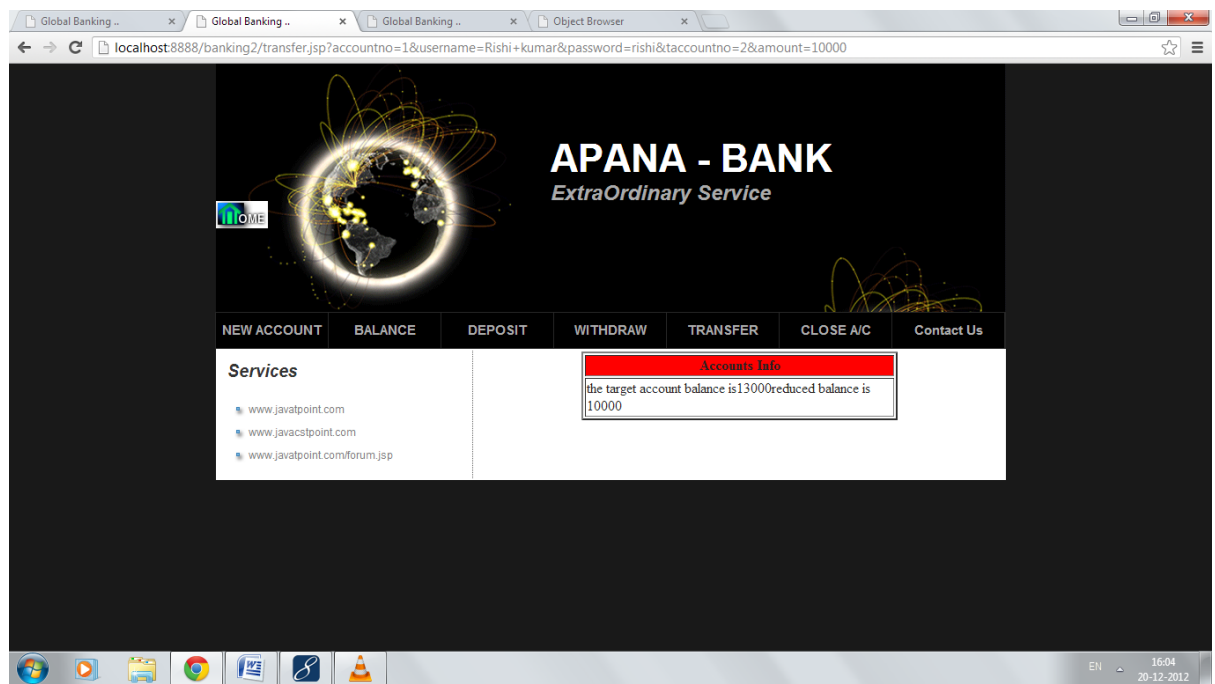 Global Banking ..
Global Banking ..
Global Banking ..
Object Browser
localhost:8888/banking2/transfer.jsp?accountno=1&username=Rishi+kumar&password=rishi&taccountno=2&amount=10000
APANA - BANK
ExtraOrdinary Service
HOME
NEW ACCOUNT
BALANCE
DEPOSIT
WITHDRAW
TRANSFER
CLOSE A/C
Contact Us
Services
www.javatpoint.com
www.javacstpoint.com
www.javatpoint.com/forum.jsp
Accounts Info
the target account balance is13000reduced balance is
10000
EN
16:04
20-12-2012